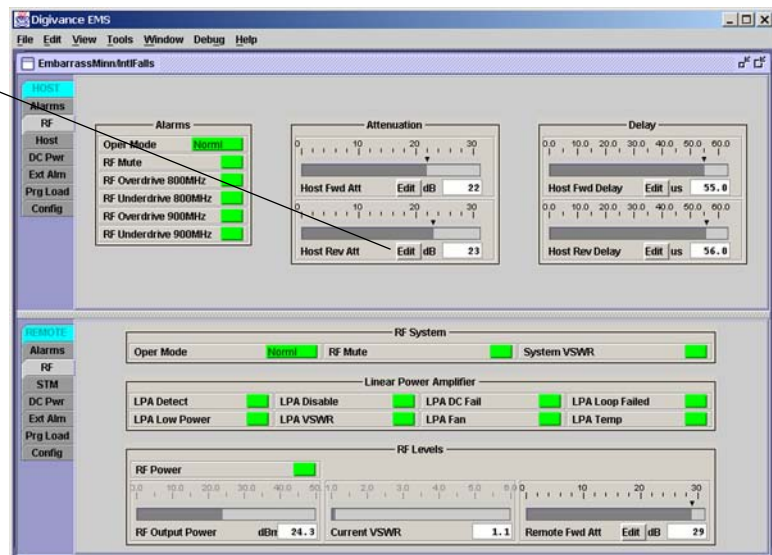 Digivance EMS
File Edit View Tools Window Debug Help
EmbarrassMinn/IntlFalls
HOST
Alarms
RF
Host
DC Pwr
Ext Alm
Prg Load
Config
Alarms
Oper Mode Norml
RF Mute
RF Overdrive 800MHz
RF Underdrive 800MHz
RF Overdrive 900MHz
RF Underdrive 900MHz
Attenuation
0 10 20 30
Host Fwd Att Edit dB 22
0 10 20 30
Host Rev Att Edit dB 23
Delay
0.0 10.0 20.0 30.0 40.0 50.0 60.0
Host Fwd Delay Edit us 55.0
0.0 10.0 20.0 30.0 40.0 50.0 60.0
Host Rev Delay Edit us 56.0
REMOTE
Alarms
RF
STM
DC Pwr
Ext Alm
Prg Load
Config
RF System
Oper Mode Norml RF Mute System VSWR
Linear Power Amplifier
LPA Detect LPA Disable LPA DC Fail LPA Loop Failed
LPA Low Power LPA VSWR LPA Fan LPA Temp
RF Levels
RF Power
10.0 20.0 30.0 40.0 50. 1.0 2.0 3.0 4.0 5.0 0 10 20 30
RF Output Power dBm 24.3 Current VSWR 1.1 Remote Fwd Att Edit dB 29